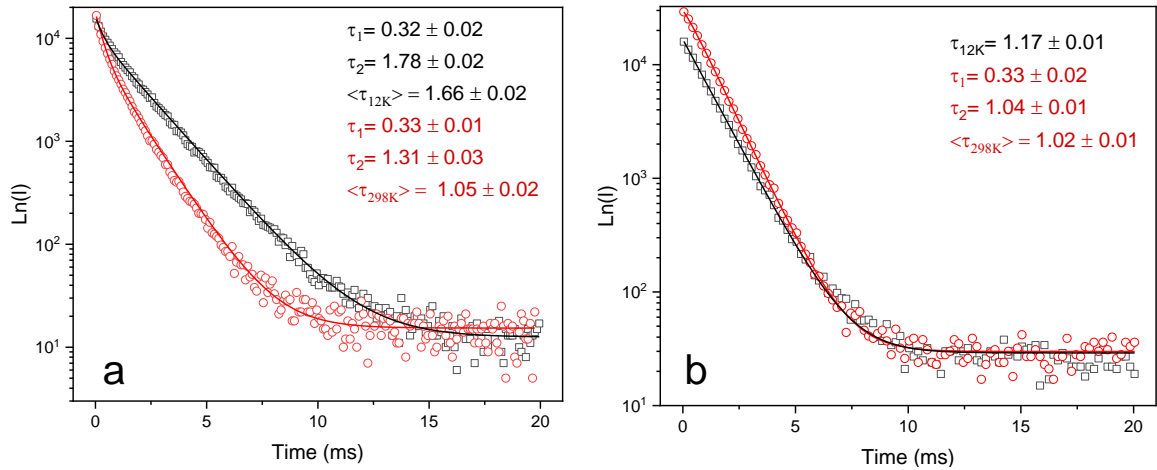 τ1= 0.32 ± 0.02
τ2= 1.78 ± 0.02
<τ12K> = 1.66 ± 0.02
τ1= 0.33 ± 0.01
τ2= 1.31 ± 0.03
<τ298K> = 1.05 ± 0.02
10^4
10^3
10^2
10^1
Ln(I)
a
0 5 10 15 20
Time (ms)
τ12K= 1.17 ± 0.01
τ1= 0.33 ± 0.02
τ2= 1.04 ± 0.01
<τ298K> = 1.02 ± 0.01
10^4
10^3
10^2
10^1
Ln(I)
b
0 5 10 15 20
Time (ms)